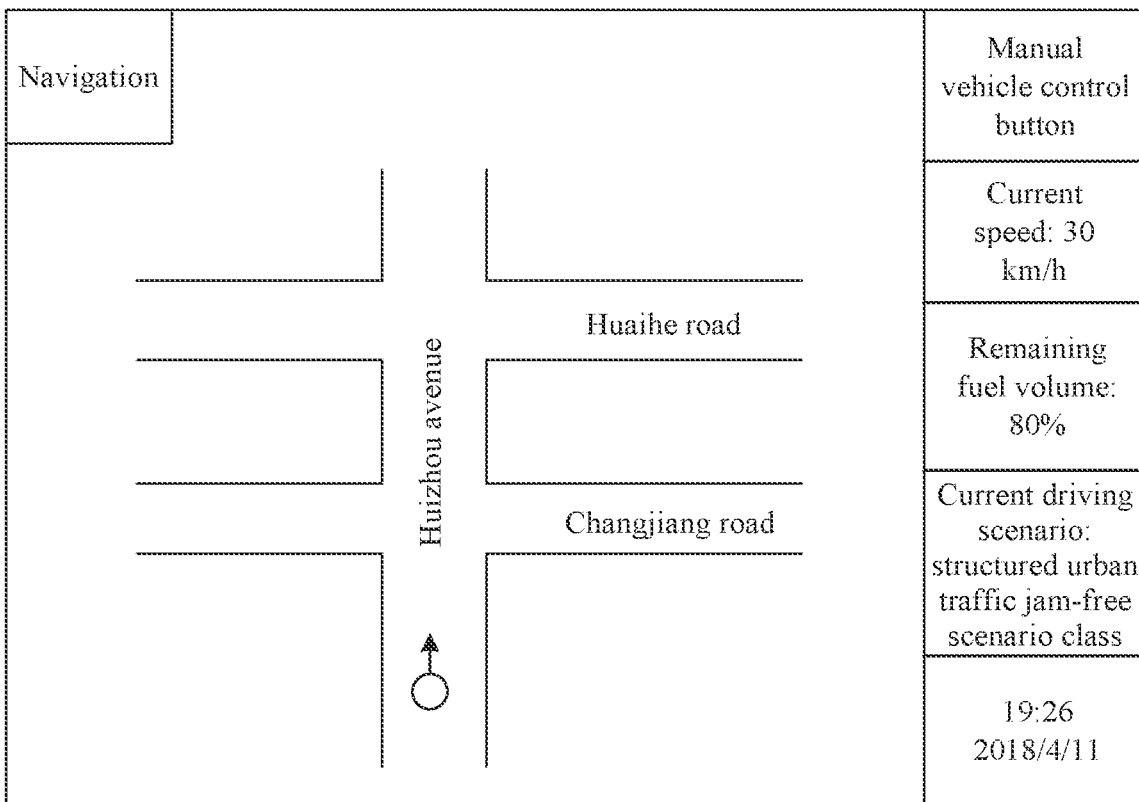 Navigation
Huaihe road
Huizhou avenue
Changjiang road
Manual
vehicle control
button
Current
speed: 30
km/h
Remaining
fuel volume:
80%
Current driving
scenario:
structured urban
traffic jam-free
scenario class
19:26
2018/4/11